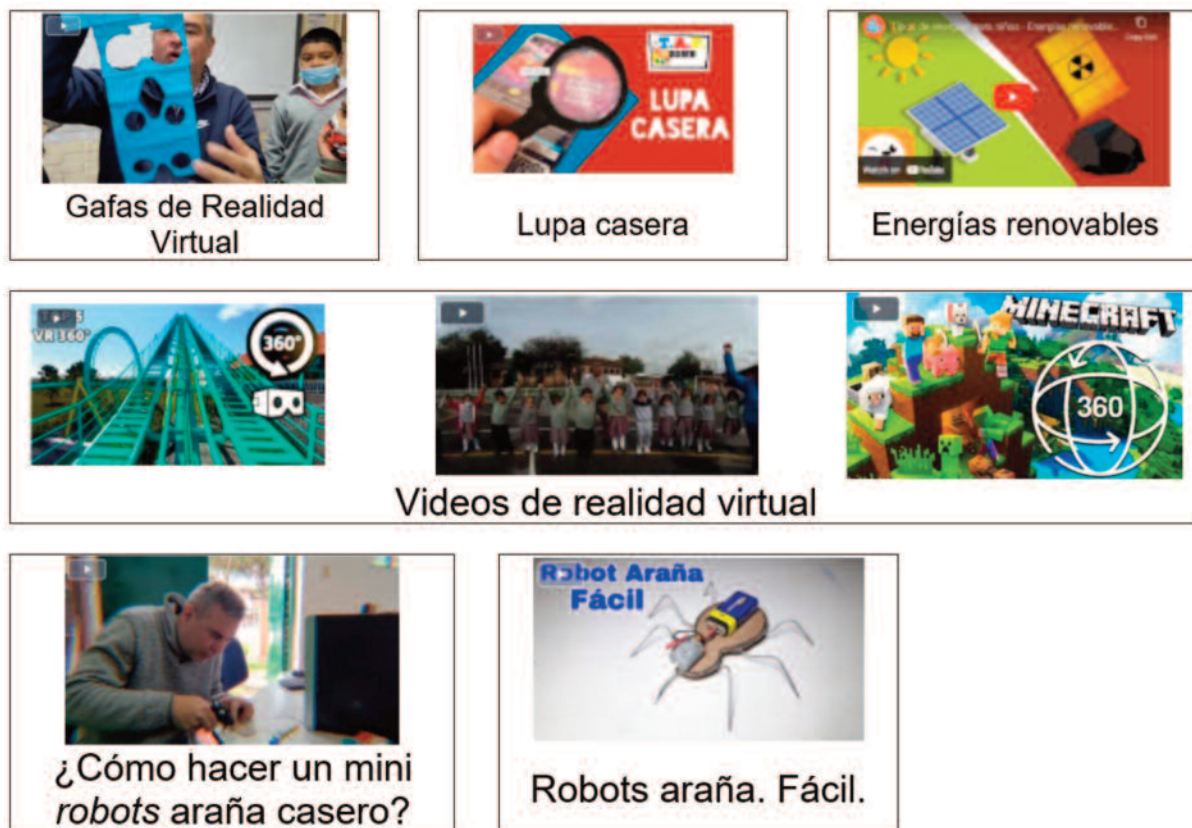 Gafas de Realidad
Virtual
LUPA
CASERA
Lupa casera
Energías renovables
VR 360°
360°
MINECRAFT
360
Videos de realidad virtual
¿Cómo hacer un mini
robots araña casero?
Robot Araña
Fácil
Robots araña. Fácil.